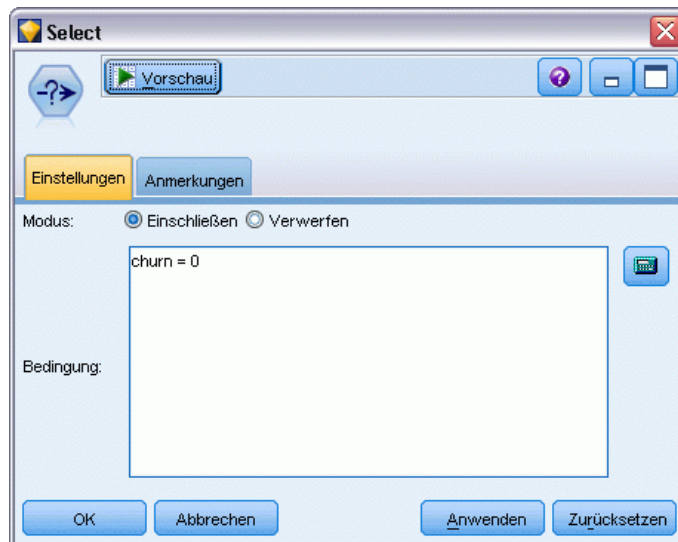 Select
Vorschau
Einstellungen Anmerkungen
Modus: Einschließen Verwerfen
churn = 0
Bedingung:
OK Abbrechen Anwenden Zurücksetzen